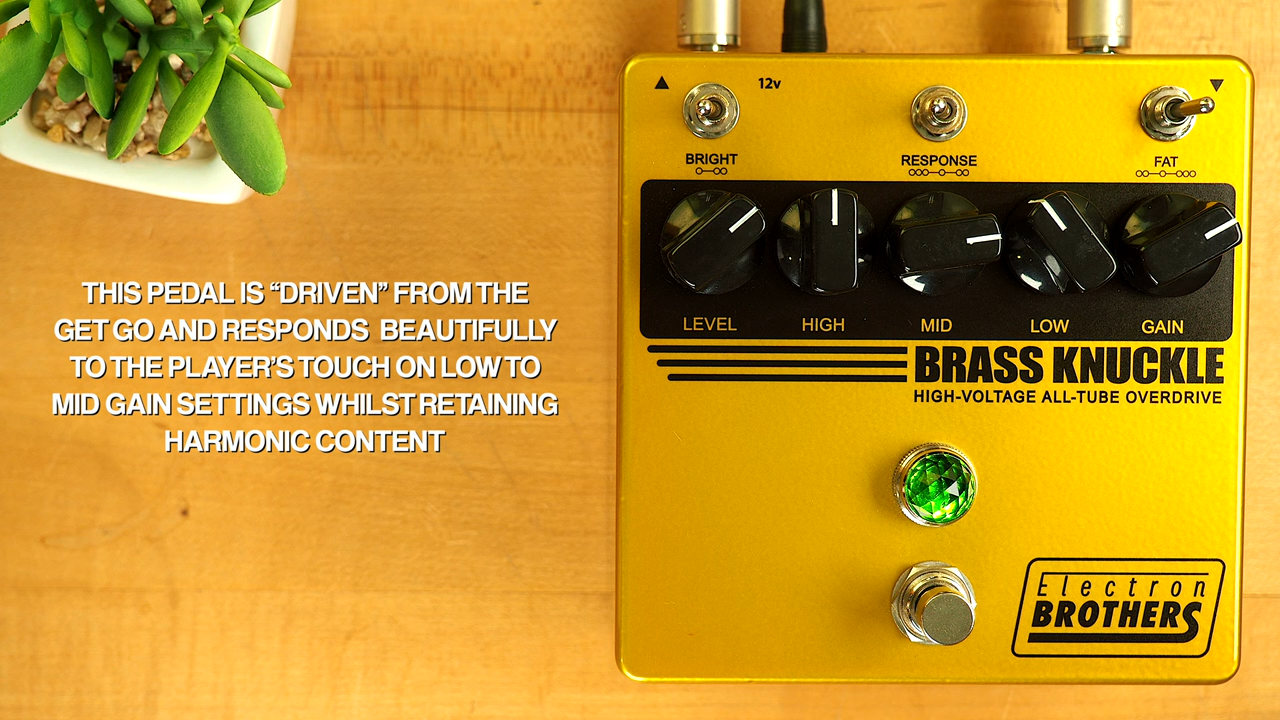 THIS PEDAL IS “DRIVEN” FROM THE
GET GO AND RESPONDS BEAUTIFULLY
TO THE PLAYER’S TOUCH ON LOW TO
MID GAIN SETTINGS WHILST RETAINING
HARMONIC CONTENT
12v
BRIGHT RESPONSE FAT
LEVEL HIGH MID LOW GAIN
BRASS KNUCKLE
HIGH-VOLTAGE ALL-TUBE OVERDRIVE
Electron
BROTHERS